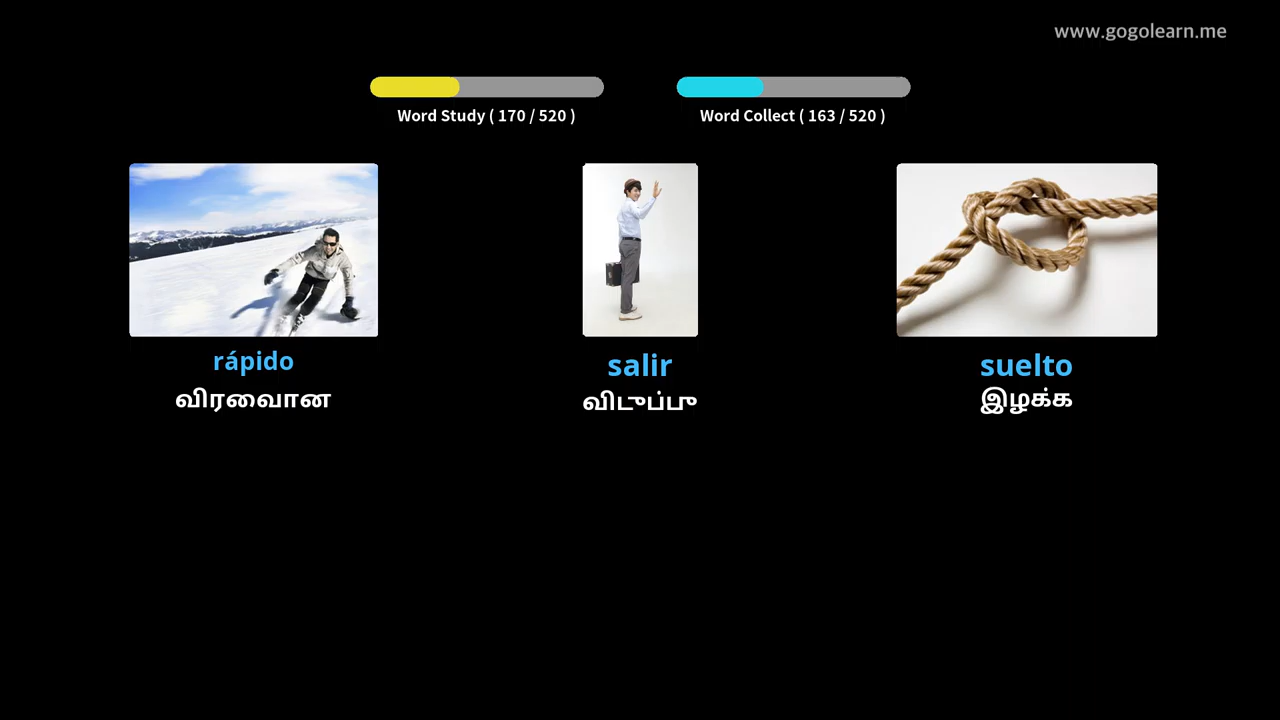 www.gogolearn.me
Word Study ( 170 / 520 )
Word Collect ( 163 / 520 )
rápido
salir
suelto
விரைவான
விடுப்பு
இழக்க